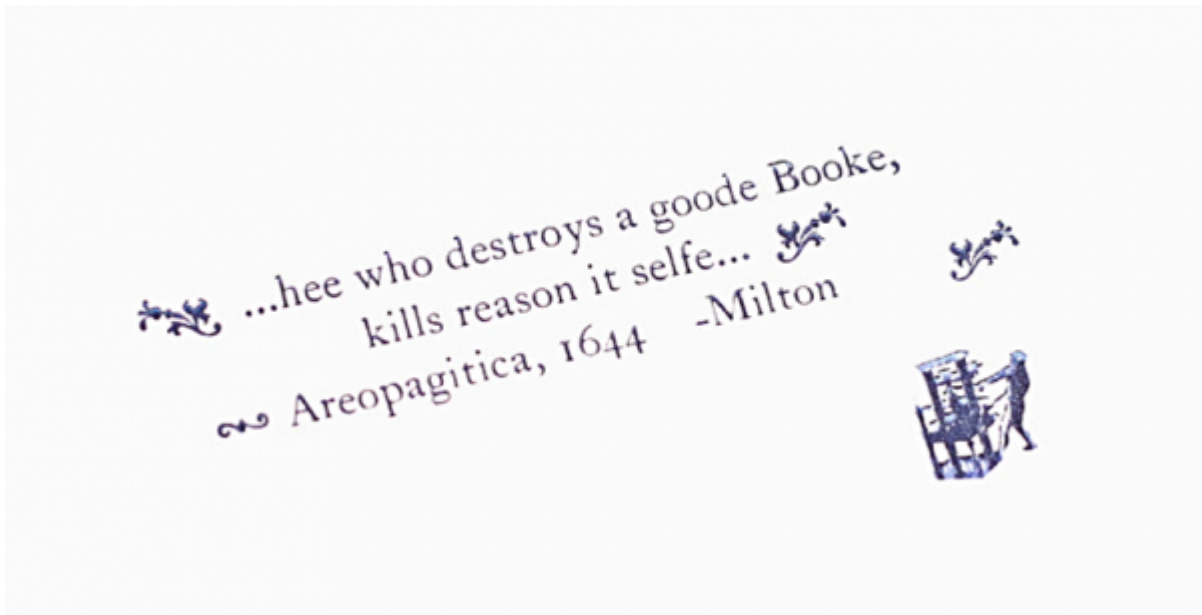 ...hee who destroys a goode Booke,
kills reason it selfe...
Areopagitica, 1644 -Milton